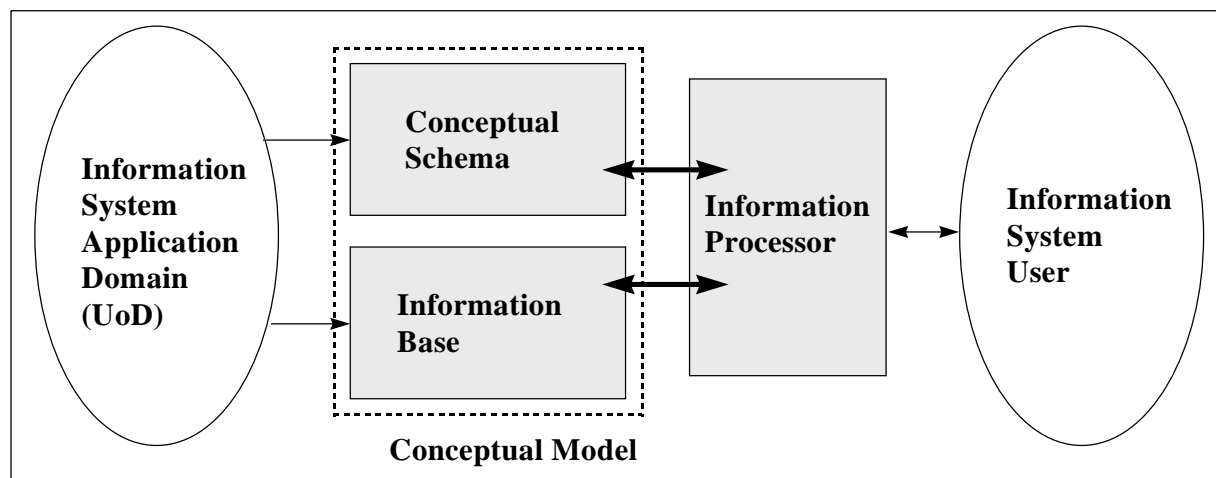 Information
System
Application
Domain
(UoD)
Conceptual
Schema
Information
Base
Conceptual Model
Information
Processor
Information
System
User